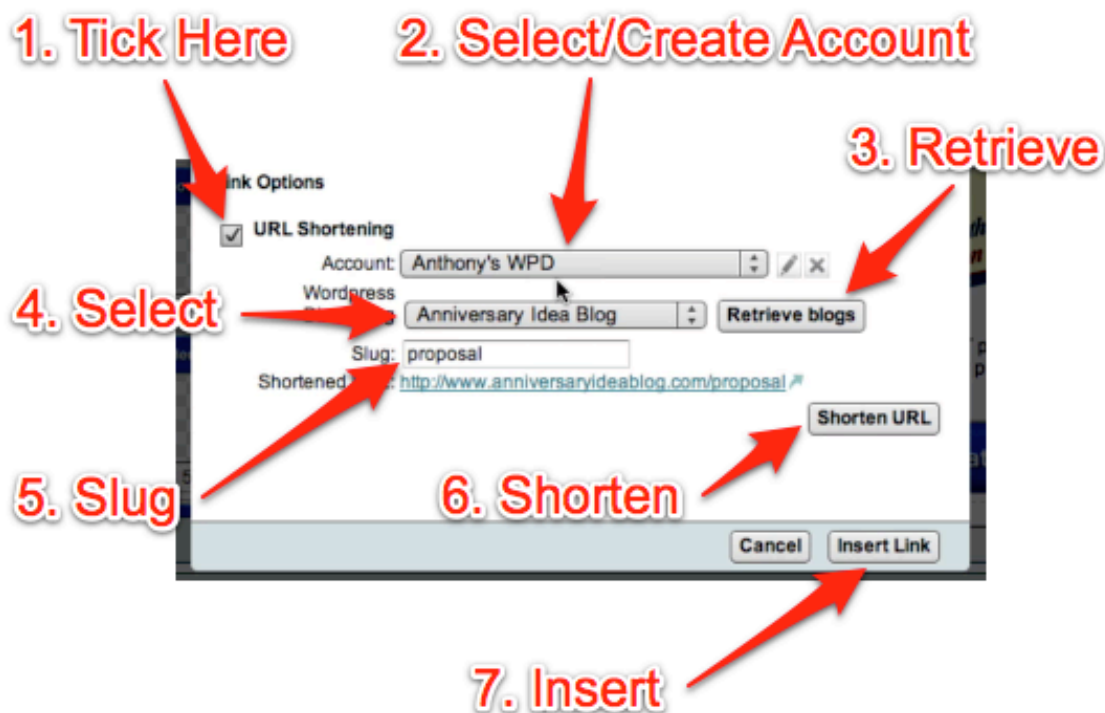 1. Tick Here
2. Select/Create Account
3. Retrieve
Link Options
URL Shortening
Account: Anthony's WPD
Wordpress
4. Select
Anniversary Idea Blog Retrieve blogs
Slug: proposal
Shortened http://www.anniversaryideablog.com/proposal
Shorten URL
5. Slug
6. Shorten
Cancel Insert Link
7. Insert